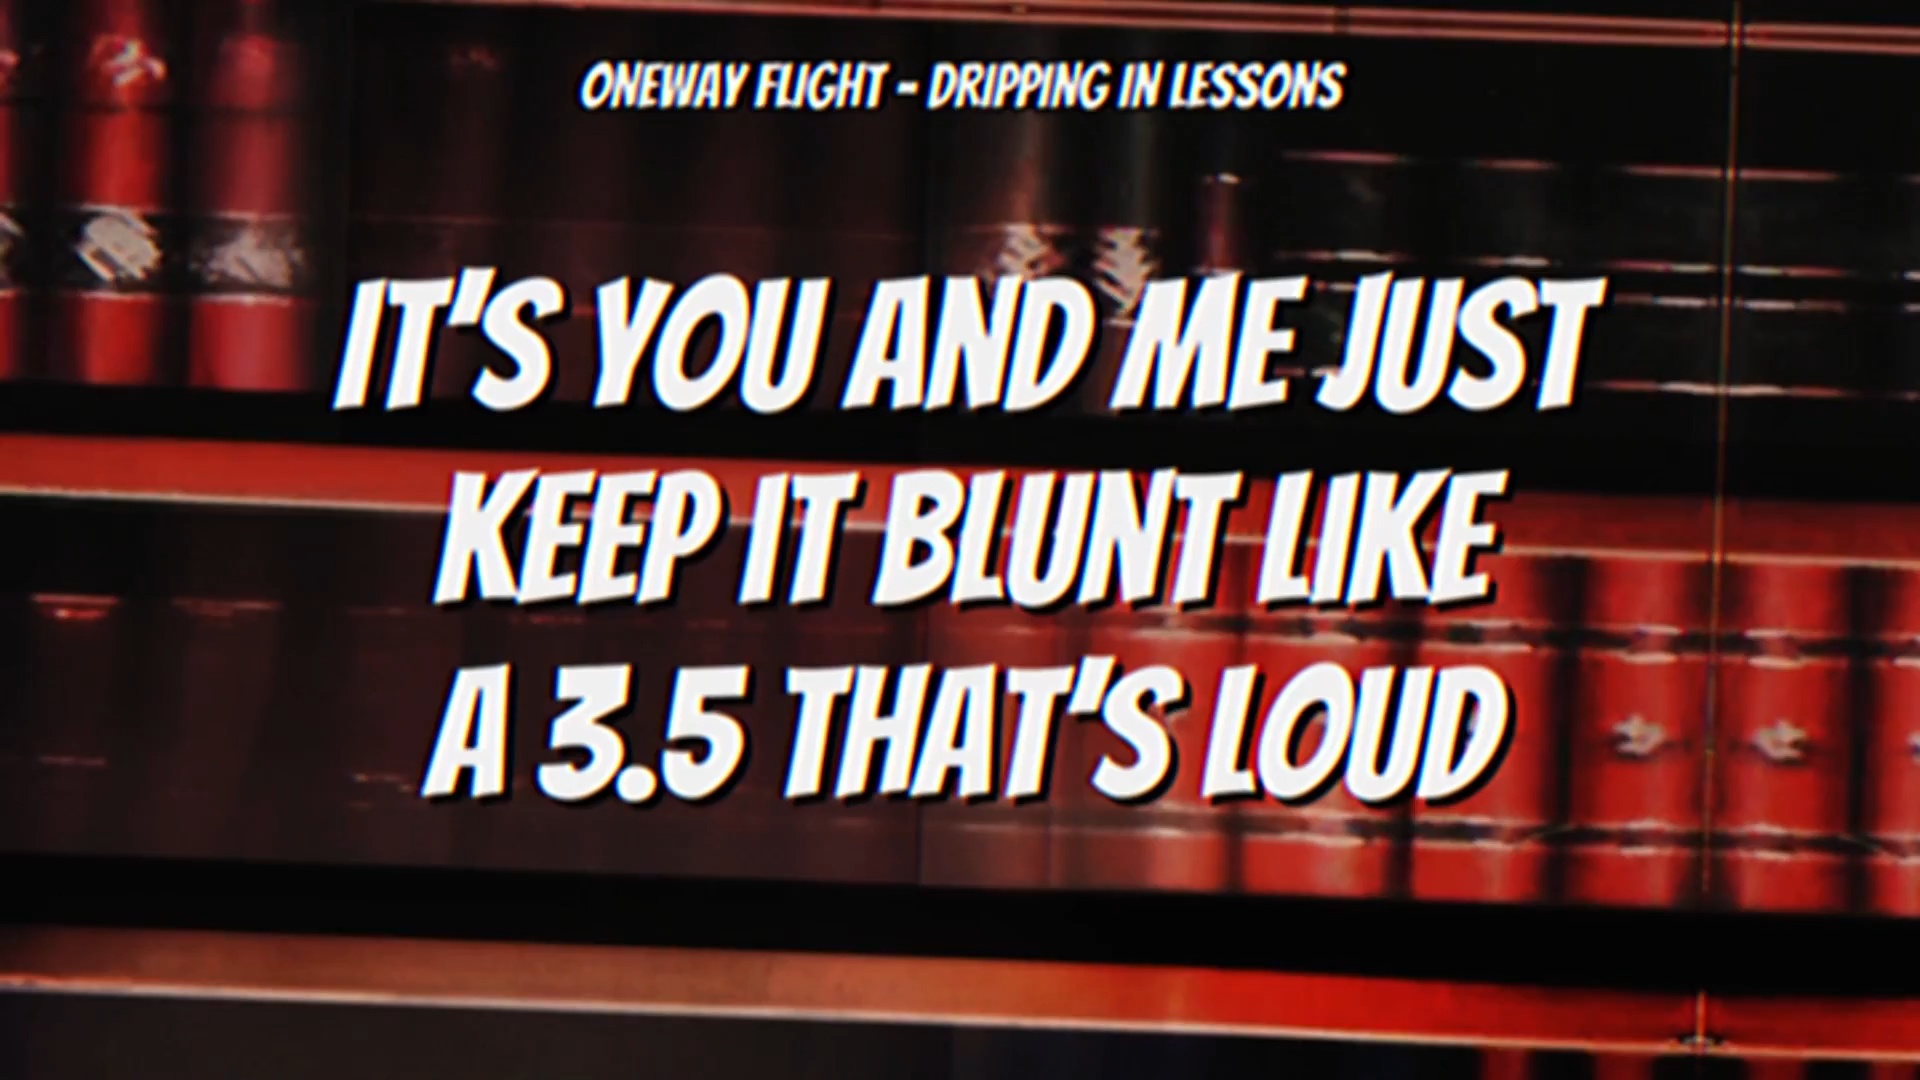 ONEWAY FLIGHT - DRIPPING IN LESSONS
IT'S YOU AND ME JUST
KEEP IT BLUNT LIKE
A 3.5 THAT'S LOUD